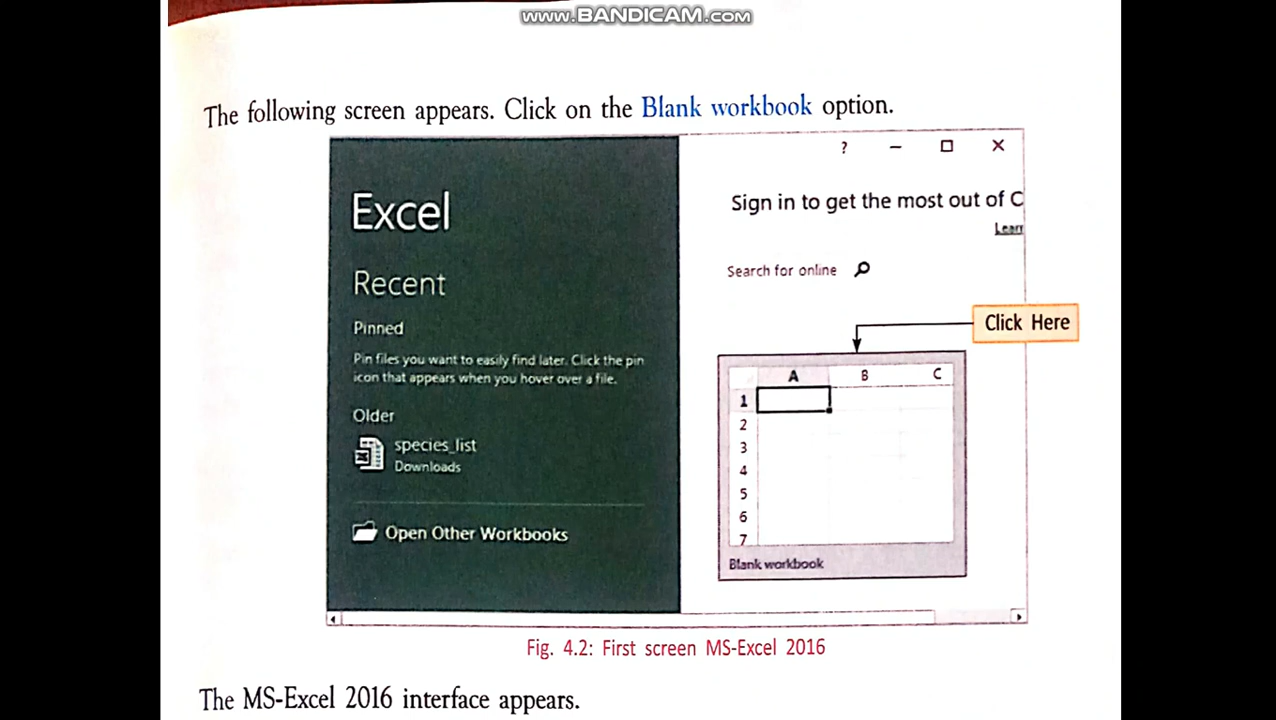 www.BANDICAM.com
The following screen appears. Click on the Blank workbook option.
? – □ ✕
Excel
Sign in to get the most out of C
Learn
Recent
Search for online
Pinned
Click Here
Pin files you want to easily find later. Click the pin
icon that appears when you hover over a file.
A B C
1
2
3
4
5
6
7
Older
species_list
Downloads
Open Other Workbooks
Blank workbook
Fig. 4.2: First screen MS-Excel 2016
The MS-Excel 2016 interface appears.